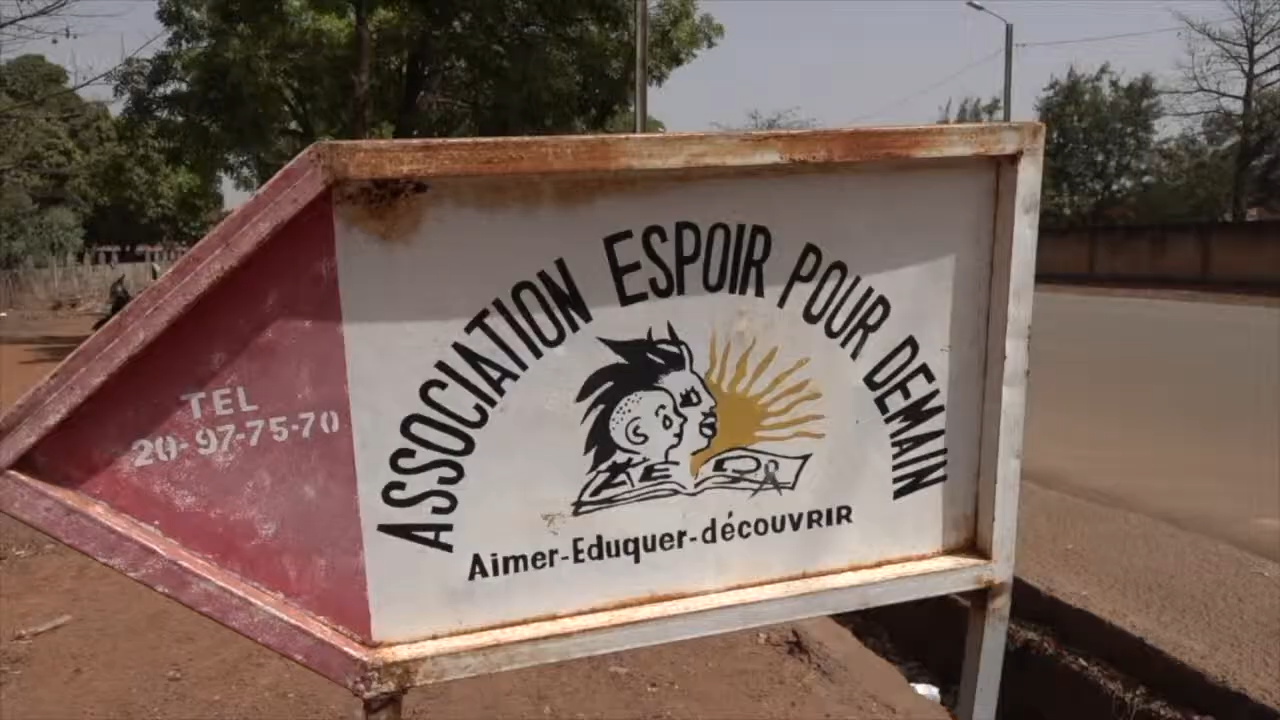 ASSOCIATION ESPOIR POUR DEMAIN
TEL
20-97-75-70
Aimer-Eduquer-découvrir